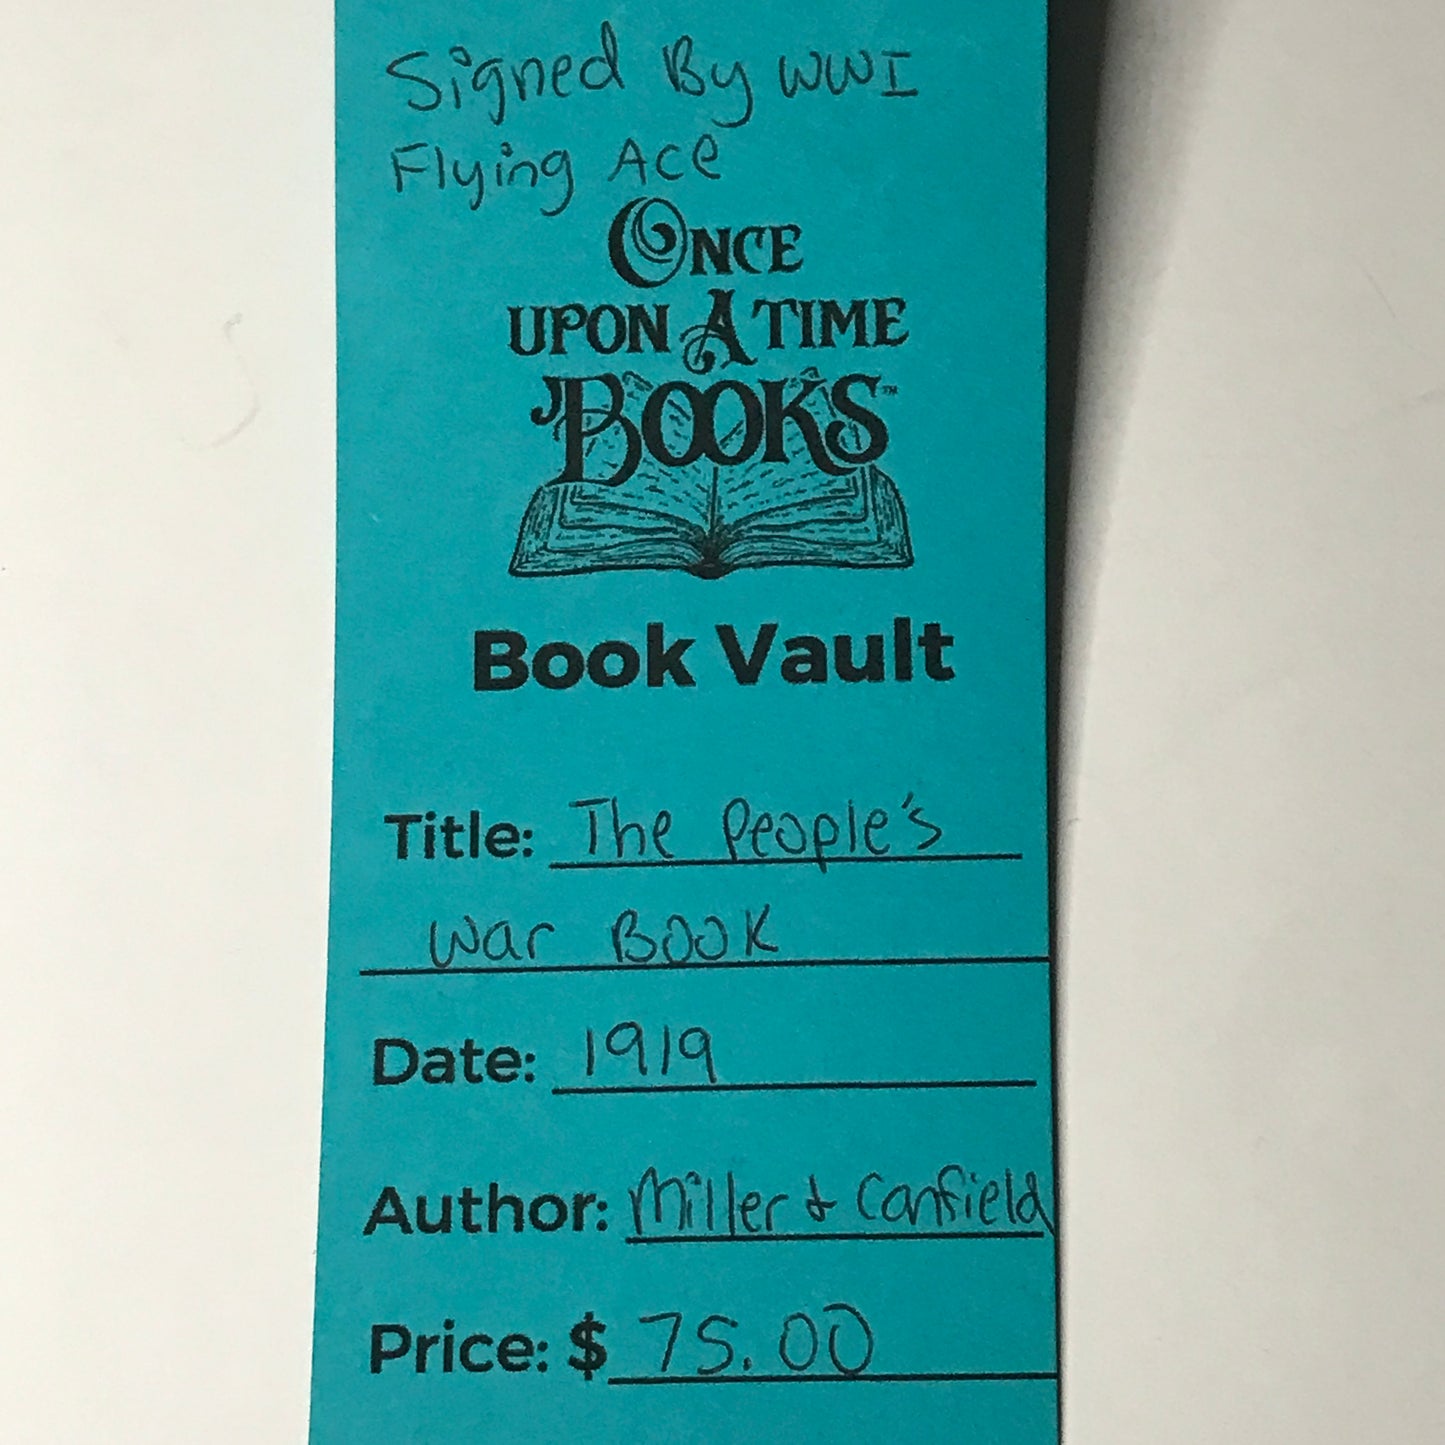 Signed By WWI
Flying Ace
ONCE
UPON A TIME
BOOKS™
Book Vault
Title: The People's
War Book
Date: 1919
Author: Miller & Canfield
Price: $ 75.00